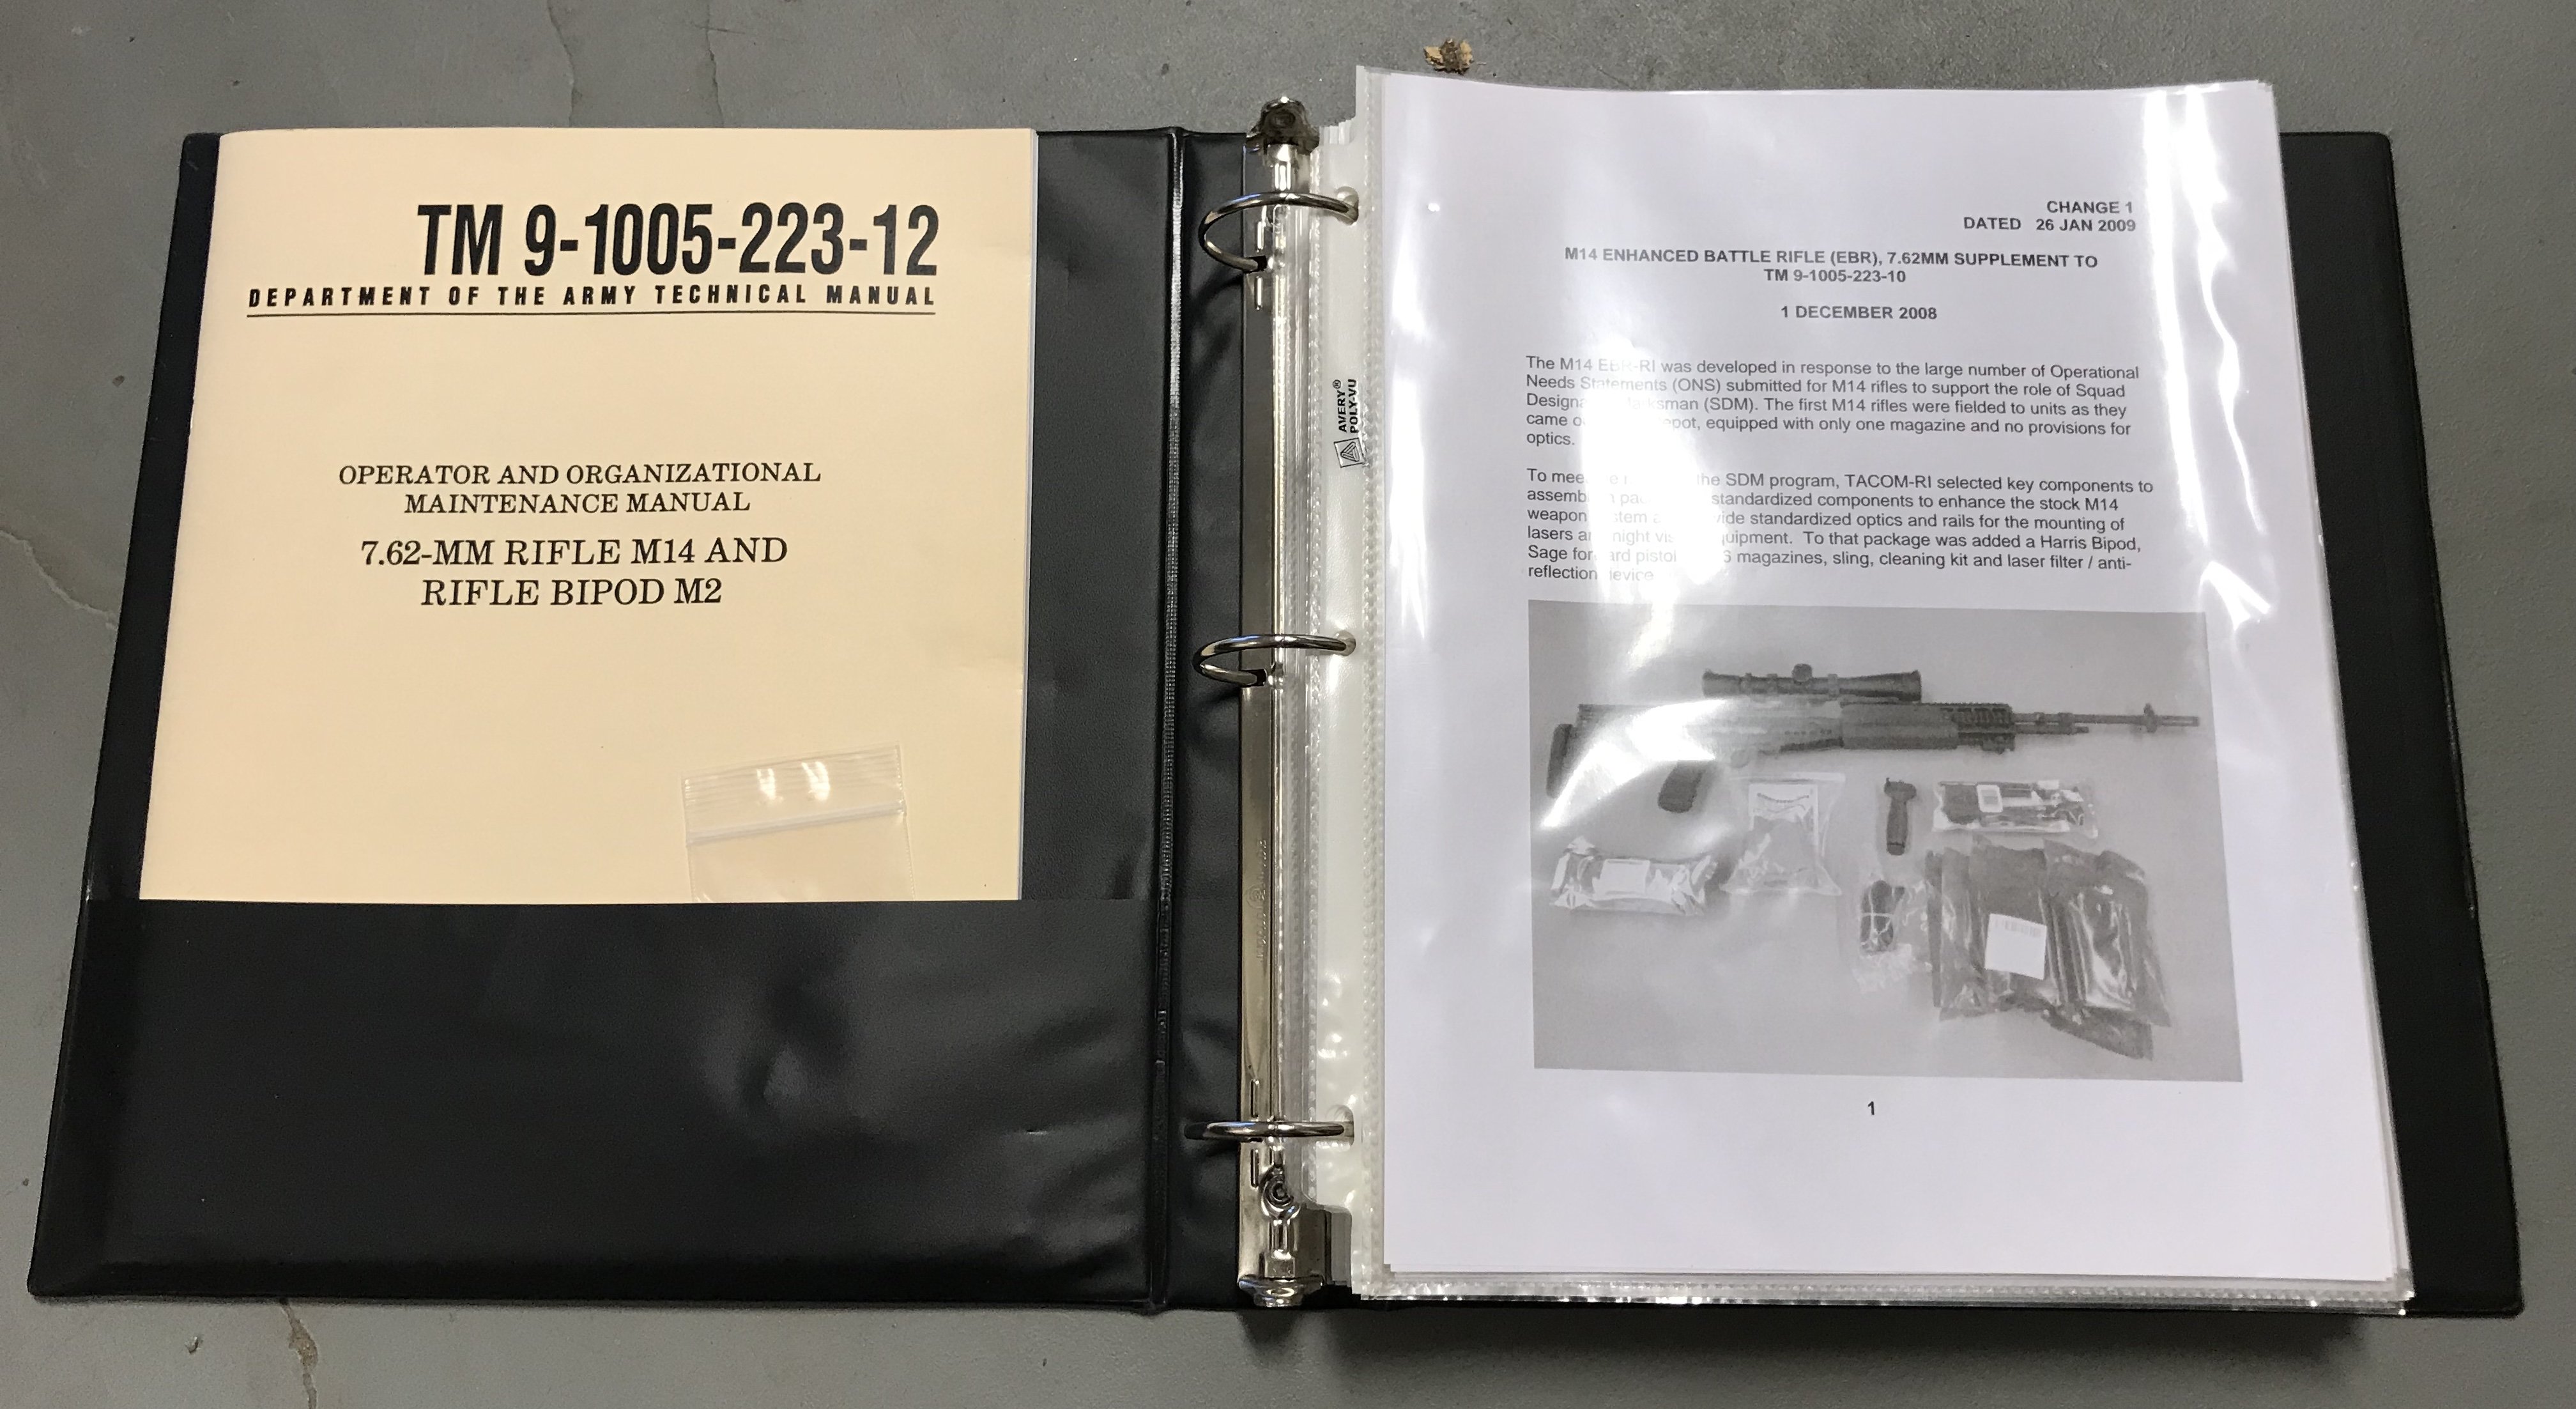 TM 9-1005-223-12
DEPARTMENT OF THE ARMY TECHNICAL MANUAL
OPERATOR AND ORGANIZATIONAL
MAINTENANCE MANUAL
7.62-MM RIFLE M14 AND
RIFLE BIPOD M2
AVERY®
POLY-VU
CHANGE 1
DATED 26 JAN 2009
M14 ENHANCED BATTLE RIFLE (EBR), 7.62MM SUPPLEMENT TO
TM 9-1005-223-10
1 DECEMBER 2008
The M14 EBR-RI was developed in response to the large number of Operational
Needs Statements (ONS) submitted for M14 rifles to support the role of Squad
(SDM). The first M14 rifles were fielded to units as they
came equipped with only one magazine and no provisions for
optics.
To the SDM program, TACOM-RI selected key components to
standardized components to enhance the stock M14
weapon standardized optics and rails for the mounting of
lasers night To that package was added a Harris Bipod,
Sage magazines, sling, cleaning kit and laser filter / anti-
reflection
1